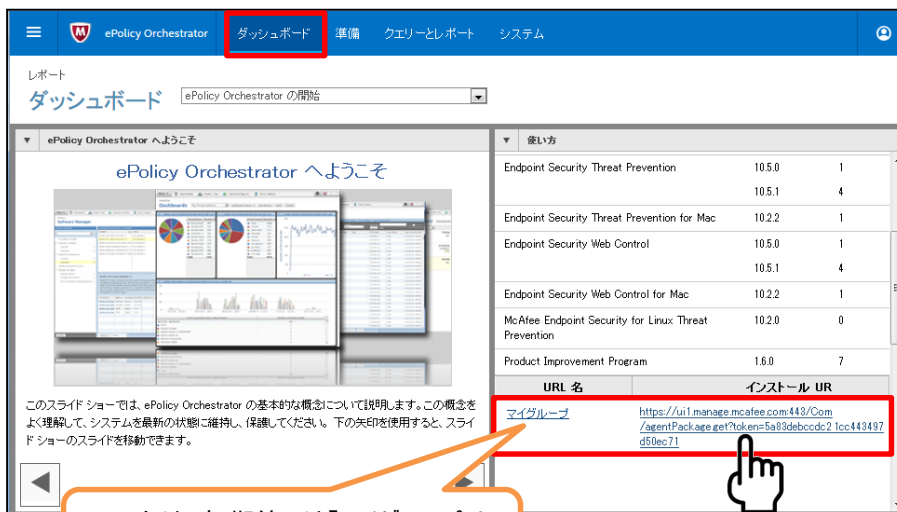 ePolicy Orchestrator ダッシュボード 準備 クエリーとレポート システム
レポート
ダッシュボード ePolicy Orchestrator の開始
ePolicy Orchestrator へようこそ
ePolicy Orchestrator へようこそ
Dashboards
このスライド ショーでは、ePolicy Orchestrator の基本的な概念について説明します。この概念を
よく理解して、システムを最新の状態に維持し、保護してください。 下の矢印を使用すると、スライ
ド ショーのスライドを移動できます。
使い方
Endpoint Security Threat Prevention 10.5.0 1
10.5.1 4
Endpoint Security Threat Prevention for Mac 10.2.2 1
Endpoint Security Web Control 10.5.0 1
10.5.1 4
Endpoint Security Web Control for Mac 10.2.2 1
McAfee Endpoint Security for Linux Threat 10.2.0 0
Prevention
Product Improvement Program 1.6.0 7
URL 名 インストール UR
マイグループ https://ui1.manage.mcafee.com:443/Com
/agentPackage.get?token=5a83debccdc2 1cc443497
d50ec71